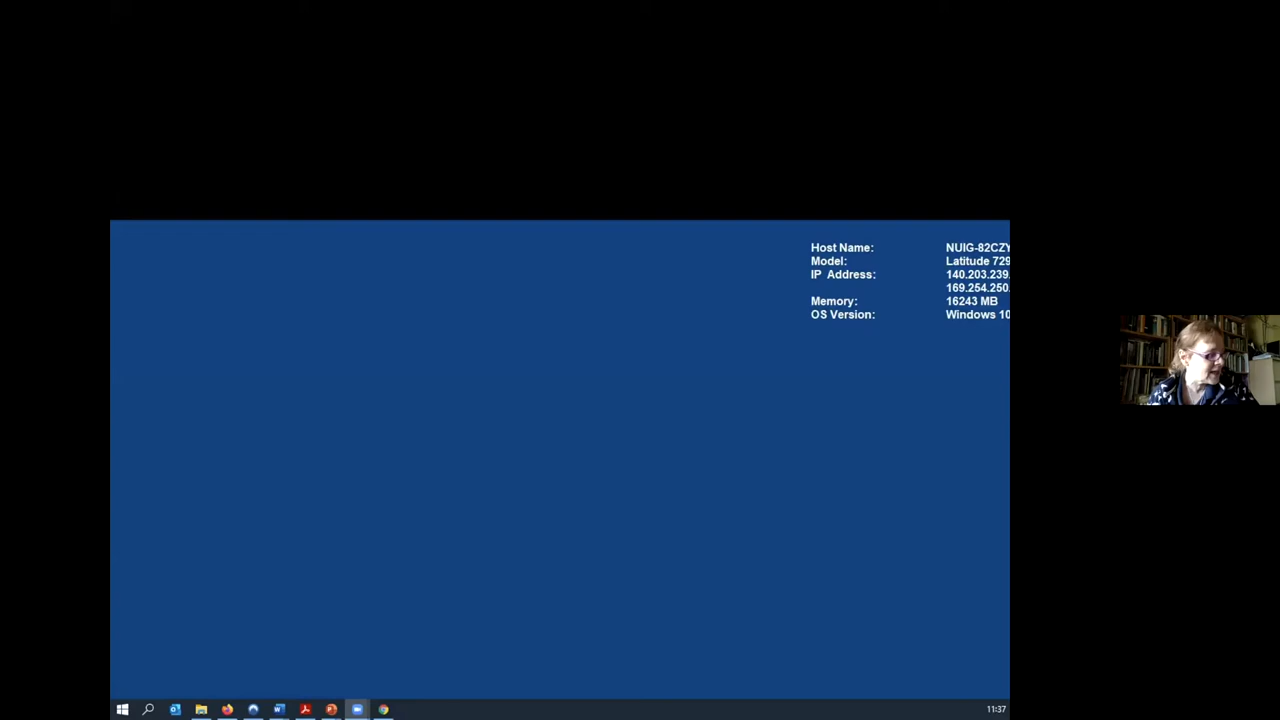 Host Name: NUIG-82CZY
Model: Latitude 729
IP Address: 140.203.239.
169.254.250.
Memory: 16243 MB
OS Version: Windows 10
11:37